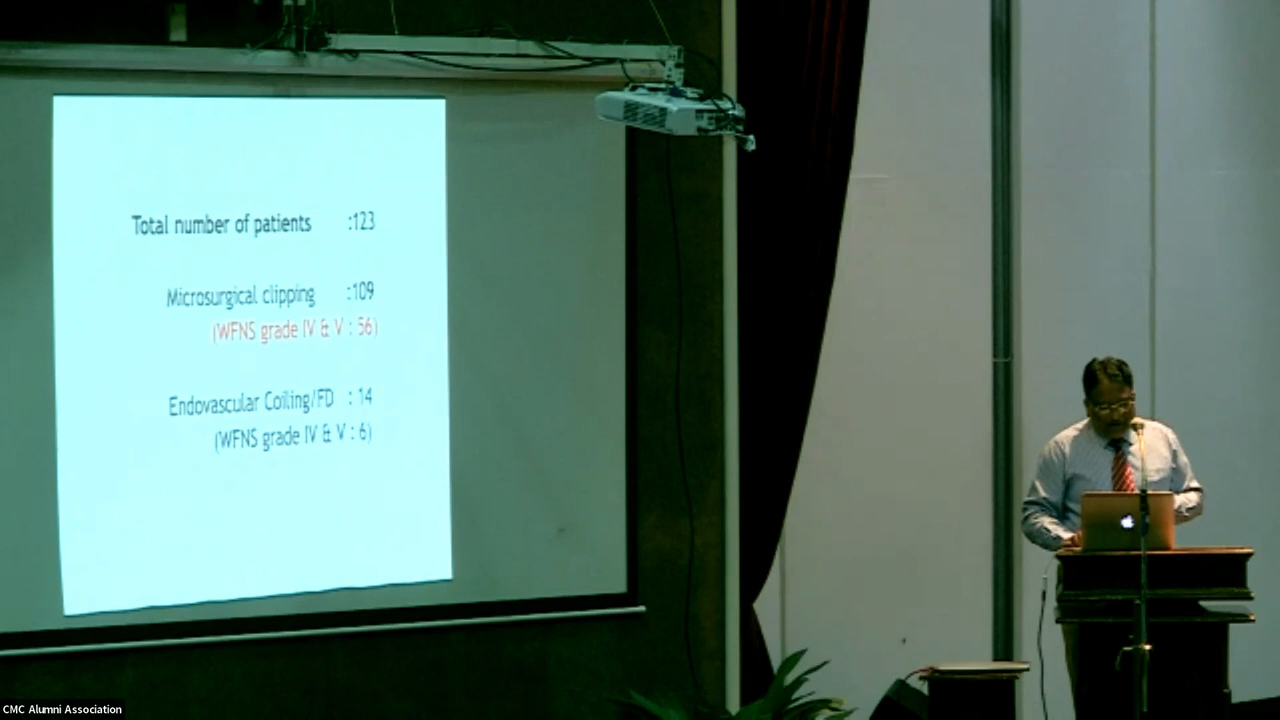 Total number of patients :123
Microsurgical clipping :109
(WFNS grade IV & V : 56)
Endovascular Coiling/FD : 14
(WFNS grade IV & V : 6)
CMC Alumni Association